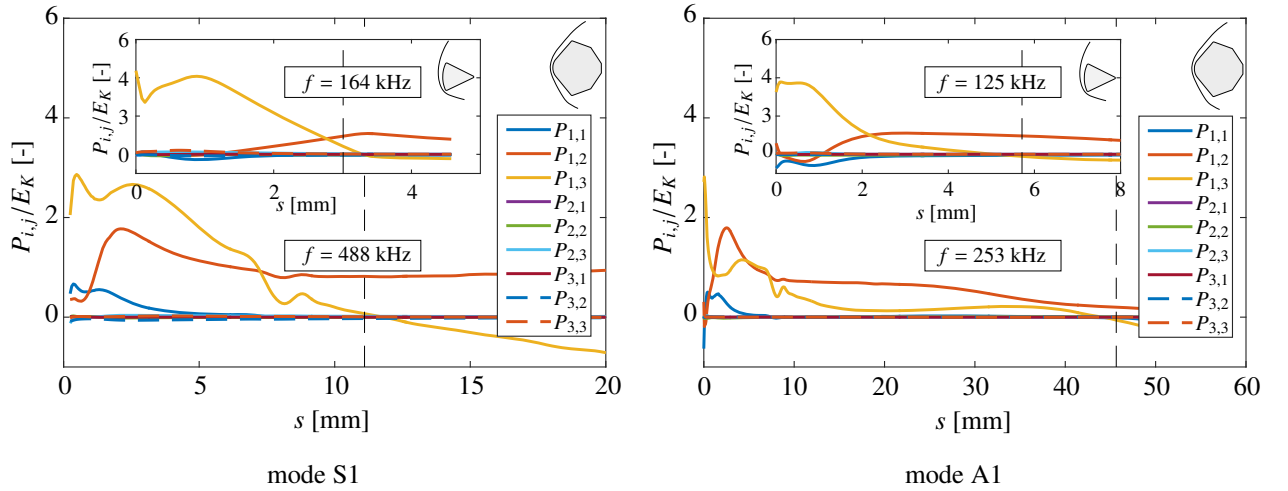 6
4
2
0
P_{i,j}/E_K [-]
0 5 10 15 20
s [mm]
6
4
2
0
P_{i,j}/E_K [-]
0 2 4
s [mm]
f = 164 kHz
f = 488 kHz
P_{1,1}
P_{1,2}
P_{1,3}
P_{2,1}
P_{2,2}
P_{2,3}
P_{3,1}
P_{3,2}
P_{3,3}
mode S1
6
4
2
0
P_{i,j}/E_K [-]
0 10 20 30 40 50 60
s [mm]
6
4
2
0
P_{i,j}/E_K [-]
0 2 4 6 8
s [mm]
f = 125 kHz
f = 253 kHz
P_{1,1}
P_{1,2}
P_{1,3}
P_{2,1}
P_{2,2}
P_{2,3}
P_{3,1}
P_{3,2}
P_{3,3}
mode A1